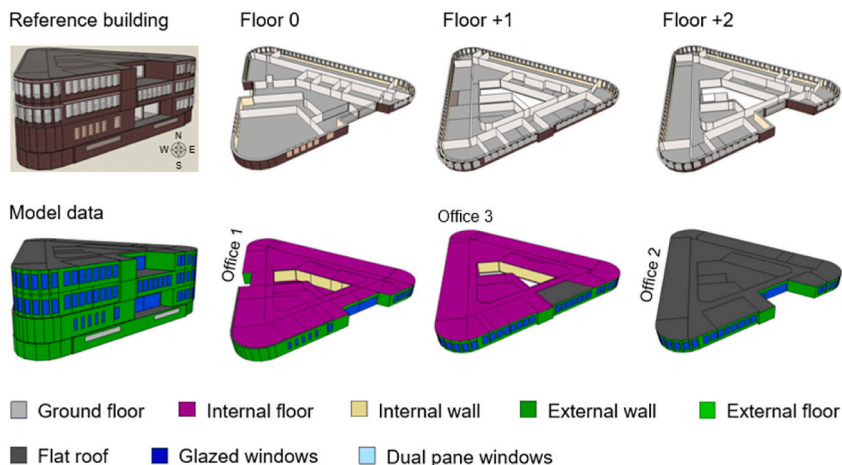 Reference building
Floor 0
Floor +1
Floor +2
N
W E
S
Model data
Office 1
Office 3
Office 2
Ground floor
Internal floor
Internal wall
External wall
External floor
Flat roof
Glazed windows
Dual pane windows